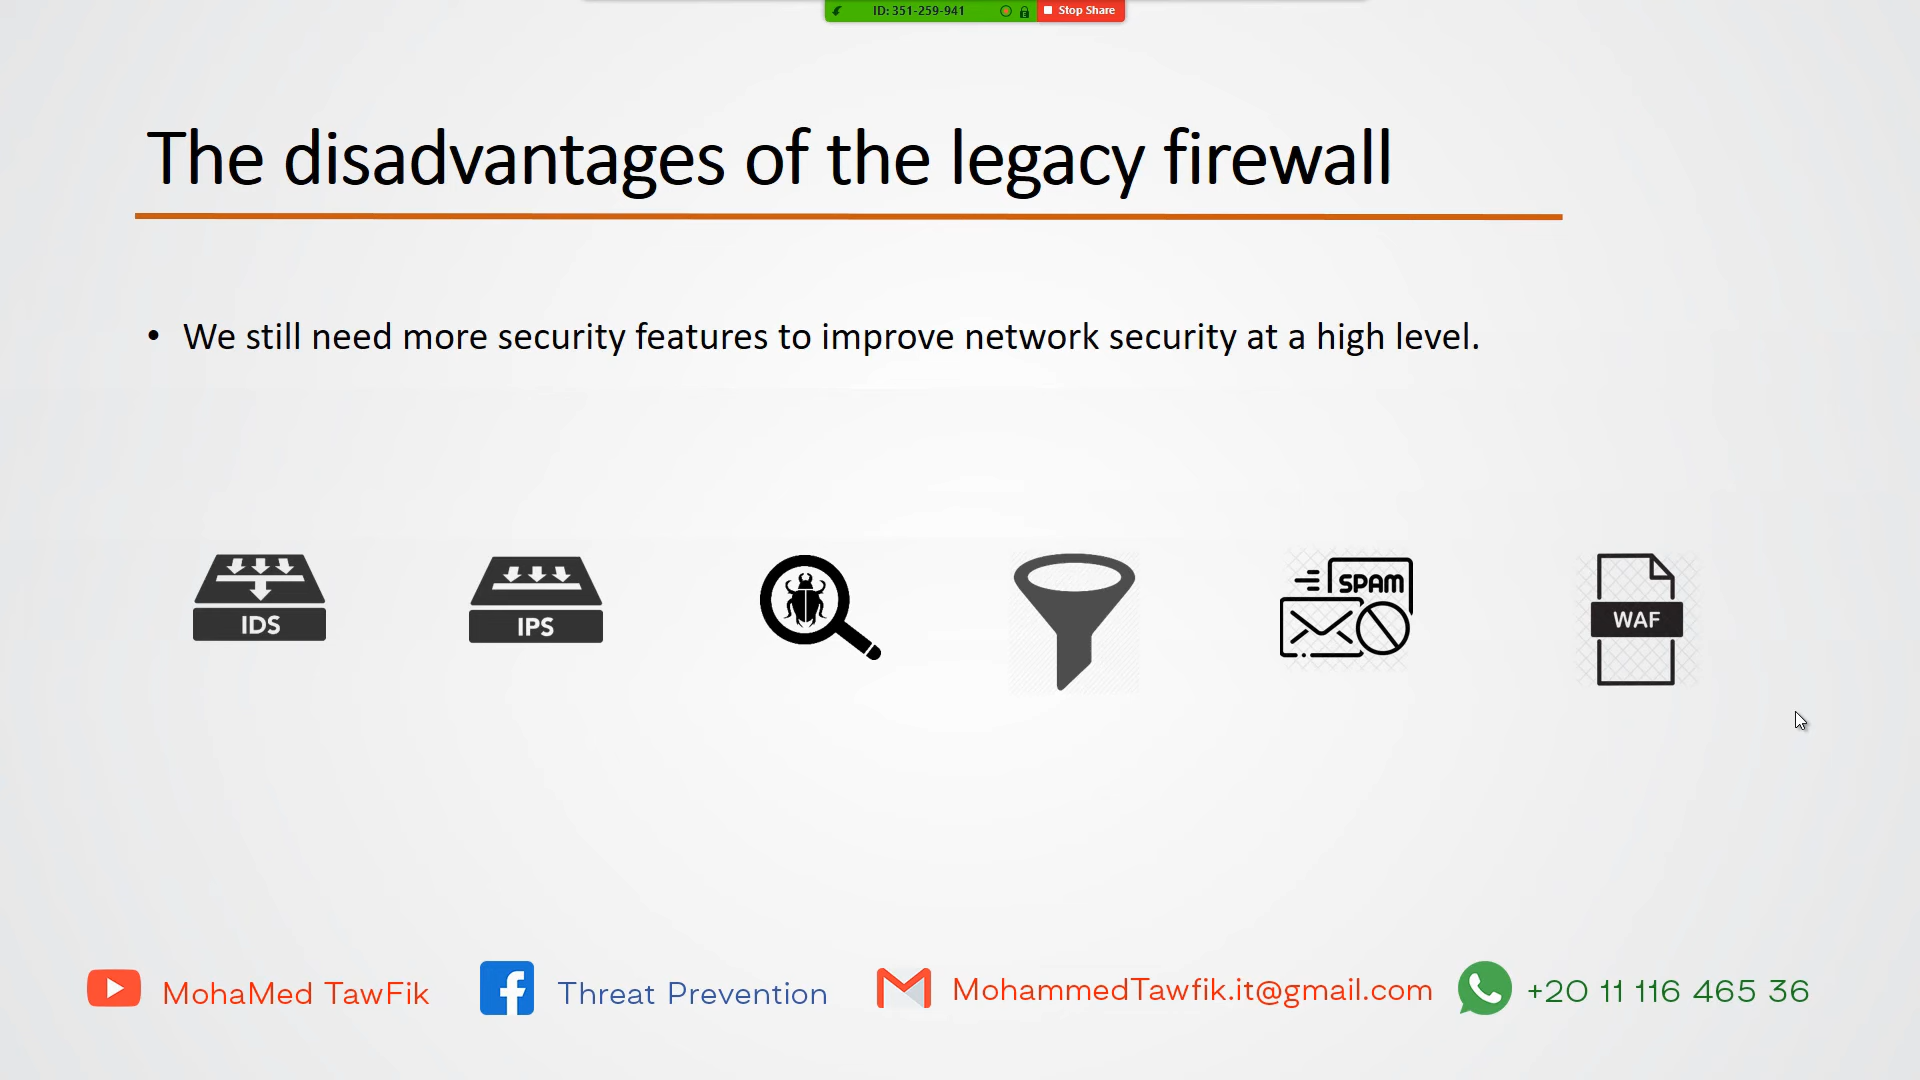 ID: 351-259-941 Stop Share
The disadvantages of the legacy firewall
• We still need more security features to improve network security at a high level.
IDS
IPS
SPAM
WAF
MohaMed TawFik
Threat Prevention
MohammedTawfik.it@gmail.com
+20 11 116 465 36